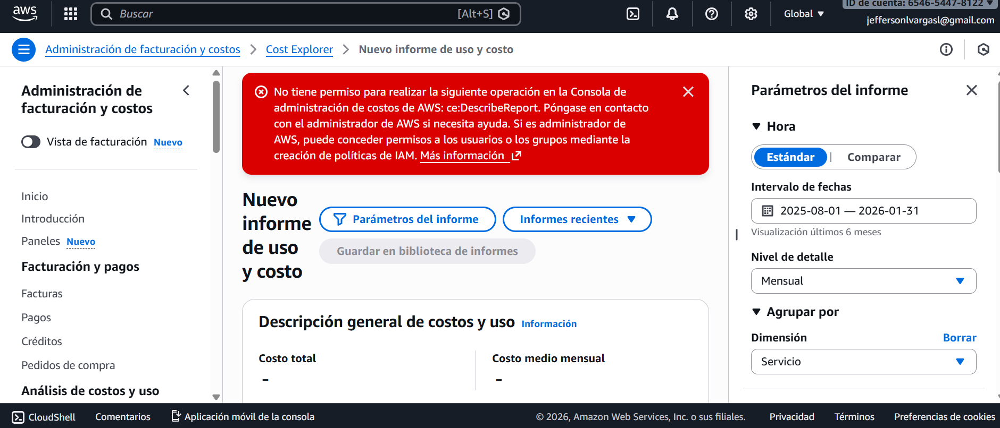 aws
Buscar
[Alt+S]
Global
ID de cuenta: 6546-5447-8122
jeffersonlvargasl@gmail.com
Administración de facturación y costos
Cost Explorer
Nuevo informe de uso y costo
Administración de
facturación y costos
Vista de facturación Nuevo
Inicio
Introducción
Paneles Nuevo
Facturación y pagos
Facturas
Pagos
Créditos
Pedidos de compra
Análisis de costos y uso
No tiene permiso para realizar la siguiente operación en la Consola de
administración de costos de AWS: ce:DescribeReport. Póngase en contacto
con el administrador de AWS si necesita ayuda. Si es administrador de
AWS, puede conceder permisos a los usuarios o los grupos mediante la
creación de políticas de IAM. Más información
Nuevo
informe
de uso
y costo
Parámetros del informe
Informes recientes
Guardar en biblioteca de informes
Descripción general de costos y uso Información
Costo total
–
Costo medio mensual
–
Parámetros del informe
Hora
Estándar | Comparar
Intervalo de fechas
2025-08-01 — 2026-01-31
Visualización últimos 6 meses
Nivel de detalle
Mensual
Agrupar por
Dimensión Borrar
Servicio
CloudShell
Comentarios
Aplicación móvil de la consola
© 2026, Amazon Web Services, Inc. o sus filiales.
Privacidad
Términos
Preferencias de cookies